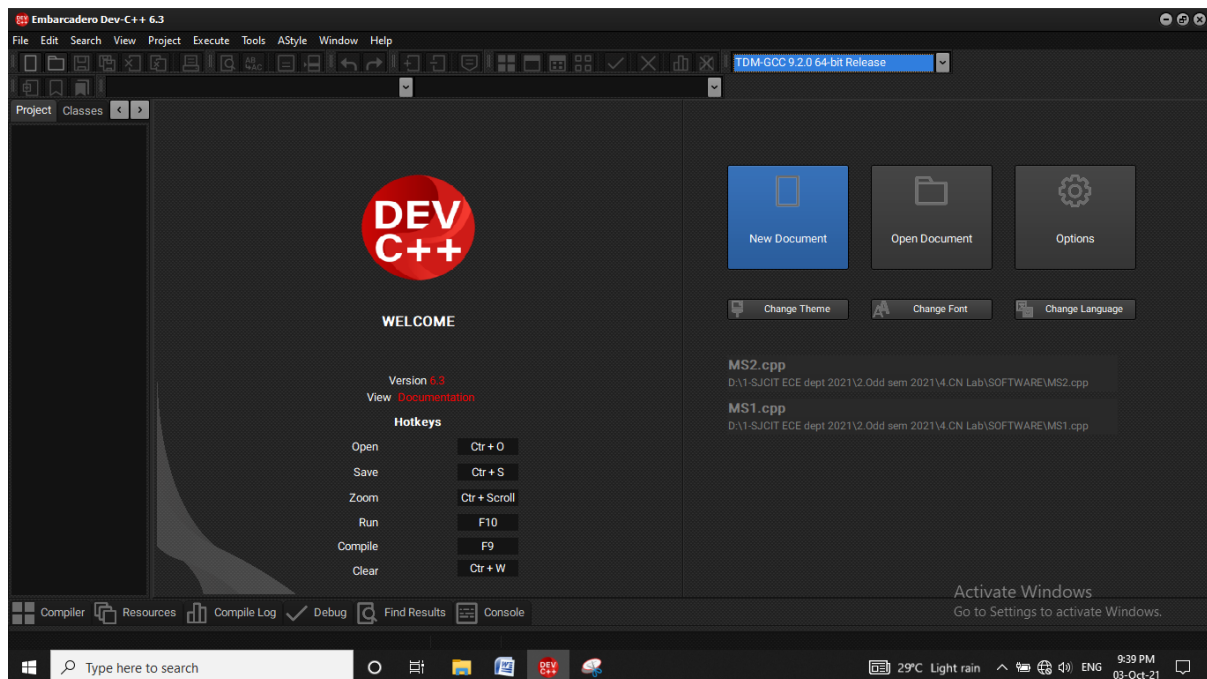 Embarcadero Dev-C++ 6.3
File Edit Search View Project Execute Tools AStyle Window Help
TDM-GCC 9.2.0 64-bit Release
Project Classes
DEV
C++
WELCOME
Version 6.3
View Documentation
Hotkeys
Open Ctr + O
Save Ctr + S
Zoom Ctr + Scroll
Run F10
Compile F9
Clear Ctr + W
New Document Open Document Options
Change Theme Change Font Change Language
MS2.cpp
D:\1-SJCIT ECE dept 2021\2.Odd sem 2021\4.CN Lab\SOFTWARE\MS2.cpp
MS1.cpp
D:\1-SJCIT ECE dept 2021\2.Odd sem 2021\4.CN Lab\SOFTWARE\MS1.cpp
Activate Windows
Go to Settings to activate Windows.
Compiler Resources Compile Log Debug Find Results Console
Type here to search
DEV
C++
29°C Light rain ENG 9:39 PM
03-Oct-21